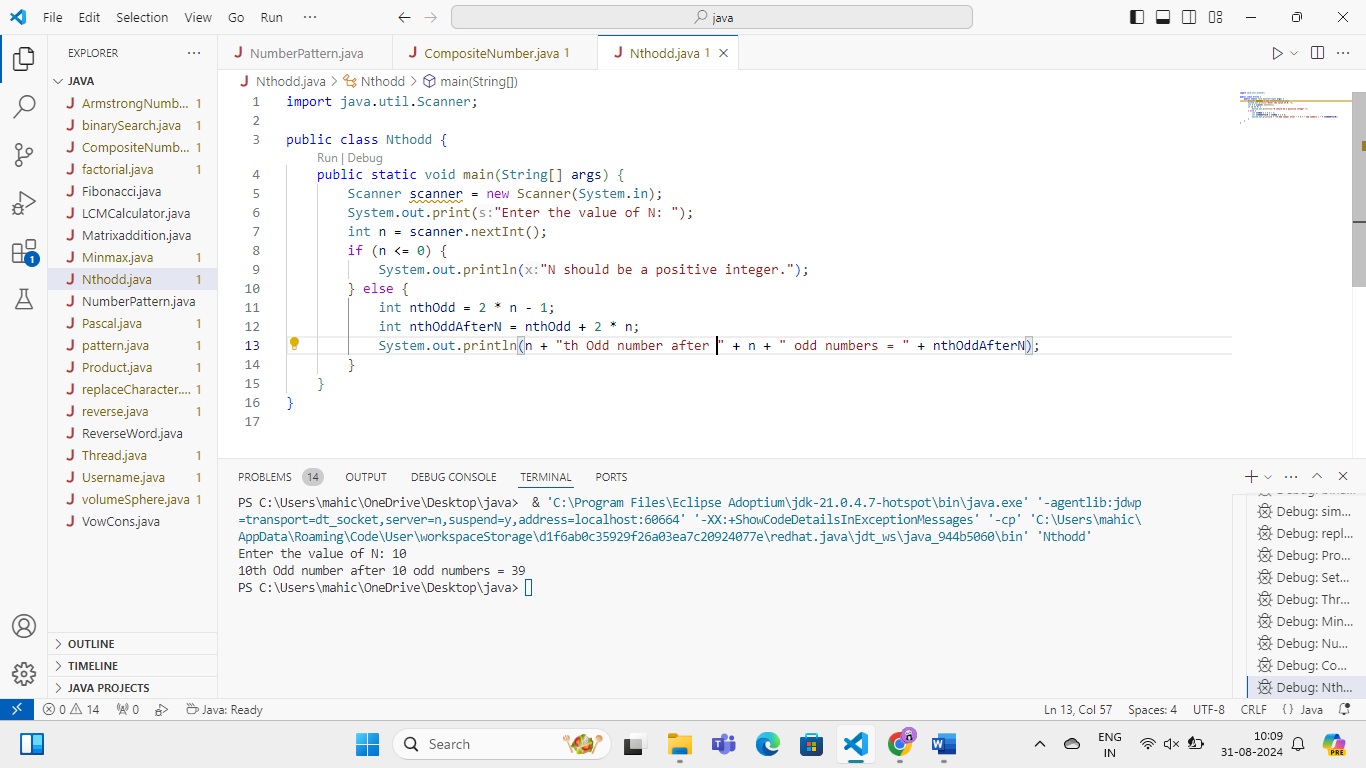 File Edit Selection View Go Run ··· java
EXPLORER ···
JAVA
ArmstrongNumb... 1
binarySearch.java 1
CompositeNumb... 1
factorial.java 1
Fibonacci.java
LCMCalculator.java
Matrixaddition.java
Minmax.java 1
Nthodd.java 1
NumberPattern.java
Pascal.java 1
pattern.java 1
Product.java 1
replaceCharacter.... 1
reverse.java 1
ReverseWord.java
Thread.java 1
Username.java 1
volumeSphere.java 1
VowCons.java
OUTLINE
TIMELINE
JAVA PROJECTS
1
NumberPattern.java CompositeNumber.java 1 Nthodd.java 1
Nthodd.java > Nthodd > main(String[])
1 import java.util.Scanner;
2
3 public class Nthodd {
Run | Debug
4 public static void main(String[] args) {
5 Scanner scanner = new Scanner(System.in);
6 System.out.print(s:"Enter the value of N: ");
7 int n = scanner.nextInt();
8 if (n <= 0) {
9 System.out.println(x:"N should be a positive integer.");
10 } else {
11 int nthOdd = 2 * n - 1;
12 int nthOddAfterN = nthOdd + 2 * n;
13 System.out.println(n + "th Odd number after " + n + " odd numbers = " + nthOddAfterN);
14 }
15 }
16 }
17
PROBLEMS 14 OUTPUT DEBUG CONSOLE TERMINAL PORTS
PS C:\Users\mahic\OneDrive\Desktop\java> & 'C:\Program Files\Eclipse Adoptium\jdk-21.0.4.7-hotspot\bin\java.exe' '-agentlib:jdwp
=transport=dt_socket,server=n,suspend=y,address=localhost:60664' '-XX:+ShowCodeDetailsInExceptionMessages' '-cp' 'C:\Users\mahic\
AppData\Roaming\Code\User\workspaceStorage\d1f6ab0c35929f26a03ea7c20924077e\redhat.java\jdt_ws\java_944b5060\bin' 'Nthodd'
Enter the value of N: 10
10th Odd number after 10 odd numbers = 39
PS C:\Users\mahic\OneDrive\Desktop\java>
Debug: sim...
Debug: repl...
Debug: Pro...
Debug: Set...
Debug: Thr...
Debug: Min...
Debug: Nu...
Debug: Co...
Debug: Nth...
0 14 0 Java: Ready Ln 13, Col 57 Spaces: 4 UTF-8 CRLF { } Java
Search
ENG
IN
10:09
31-08-2024
PRE